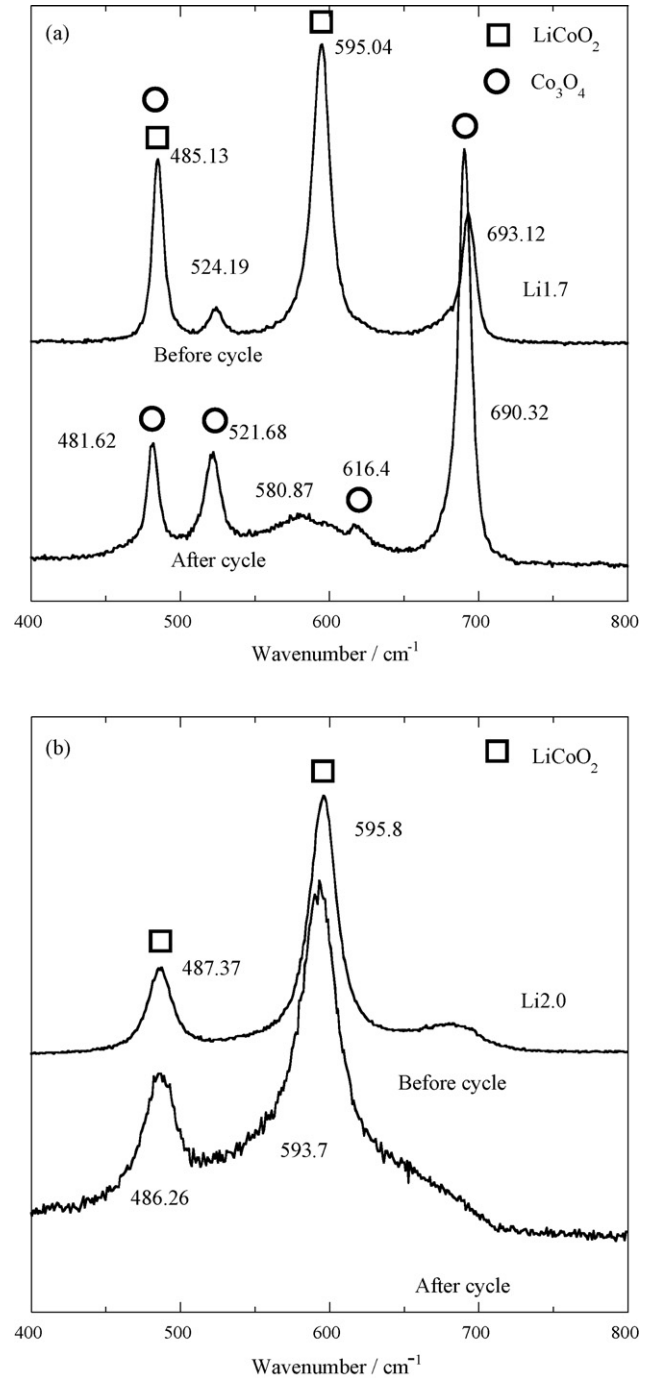 (a)
595.04
LiCoO2
Co3O4
485.13
524.19
693.12
Li1.7
Before cycle
690.32
481.62
521.68
580.87
616.4
After cycle
400 500 600 700 800
Wavenumber / cm-1
(b)
LiCoO2
595.8
487.37
Li2.0
Before cycle
593.7
486.26
After cycle
400 500 600 700 800
Wavenumber / cm-1